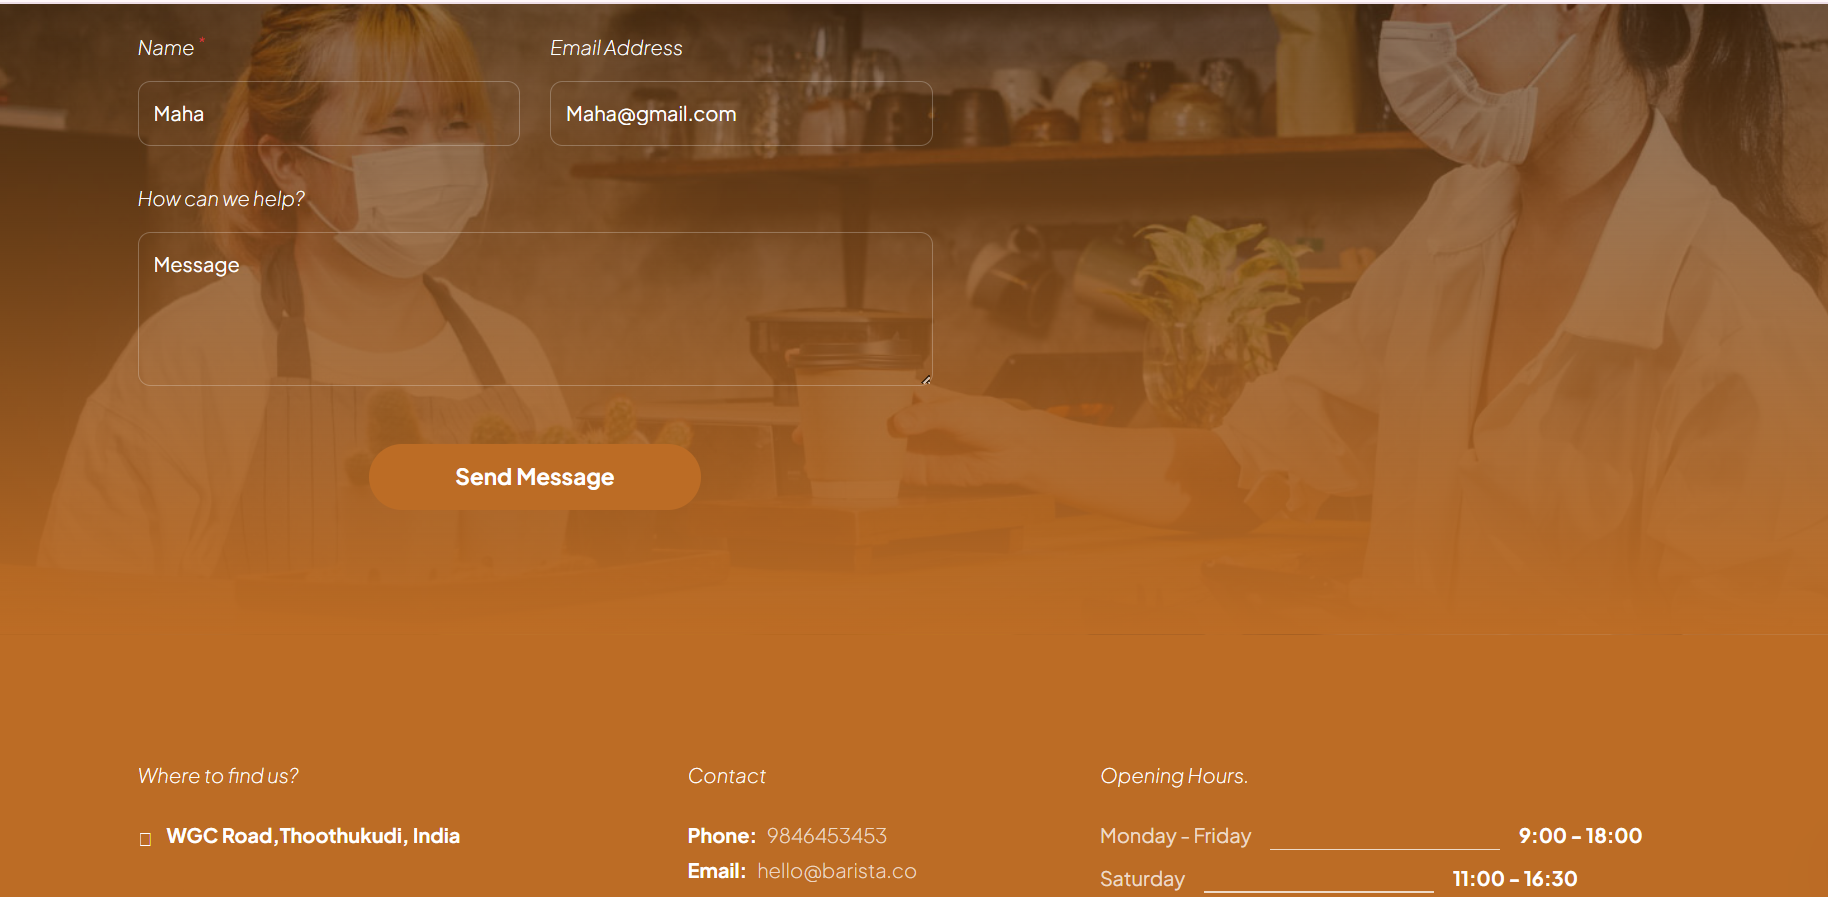 Name *
Email Address
Maha
Maha@gmail.com
How can we help?
Message
Send Message
Where to find us?
WGC Road,Thoothukudi, India
Contact
Phone: 9846453453
Email: hello@barista.co
Opening Hours.
Monday - Friday 9:00 - 18:00
Saturday 11:00 - 16:30